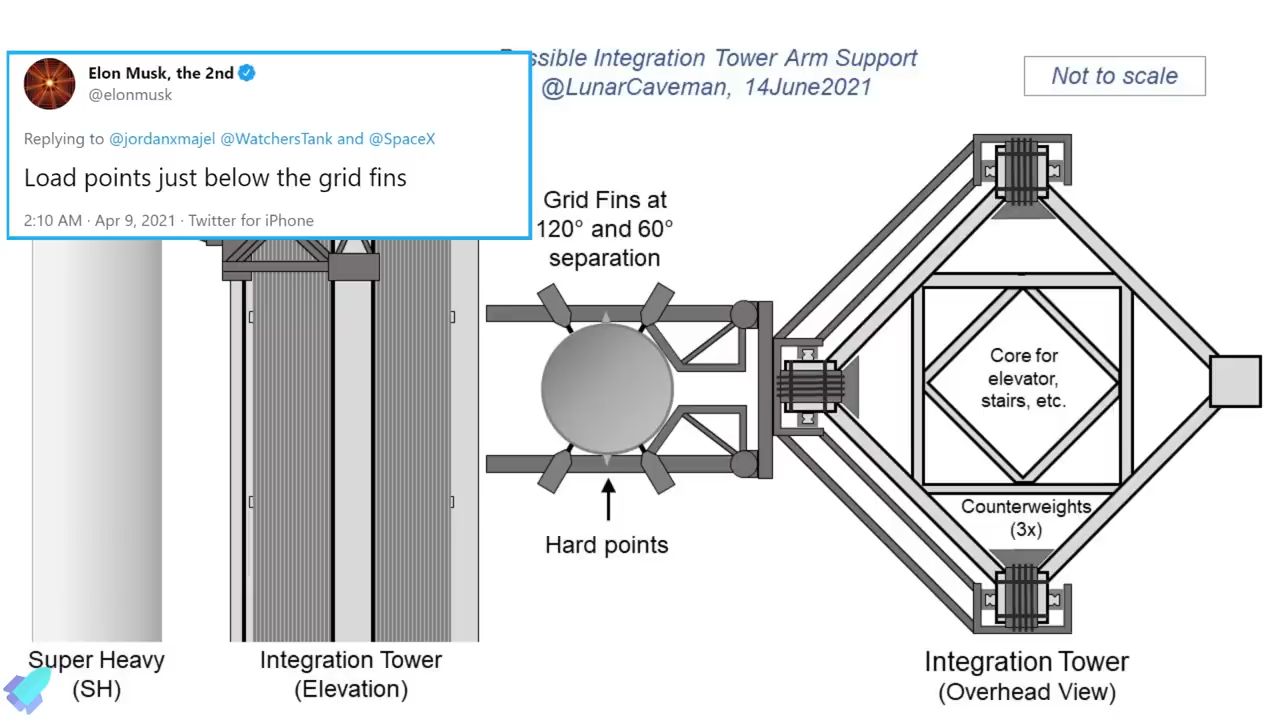 Elon Musk, the 2nd
@elonmusk
Replying to @jordanxmajel @WatchersTank and @SpaceX
Load points just below the grid fins
2:10 AM · Apr 9, 2021 · Twitter for iPhone
Integration Tower Arm Support
@LunarCaveman, 14June2021
Not to scale
Grid Fins at
120° and 60°
separation
Hard points
Core for
elevator,
stairs, etc.
Counterweights
(3x)
Super Heavy
(SH)
Integration Tower
(Elevation)
Integration Tower
(Overhead View)